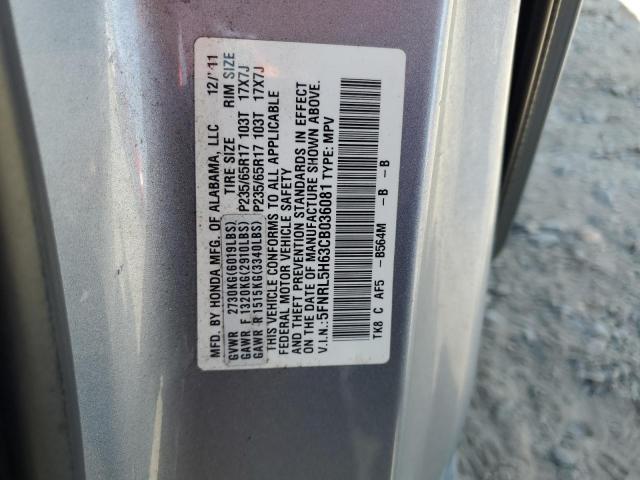 MFD. BY HONDA MFG. OF ALABAMA, LLC 12/'11
TIRE SIZE RIM SIZE
GVWR 2730KG(6019LBS)
GAWR F 1320KG(2910LBS) P235/65R17 103T 17X7J
GAWR R 1515KG(3340LBS) P235/65R17 103T 17X7J
THIS VEHICLE CONFORMS TO ALL APPLICABLE
FEDERAL MOTOR VEHICLE SAFETY
AND THEFT PREVENTION STANDARDS IN EFFECT
ON THE DATE OF MANUFACTURE SHOWN ABOVE.
V.I.N.:5FNRL5H63CB036081 TYPE: MPV
TK8 C AF5 -B564M -B -B